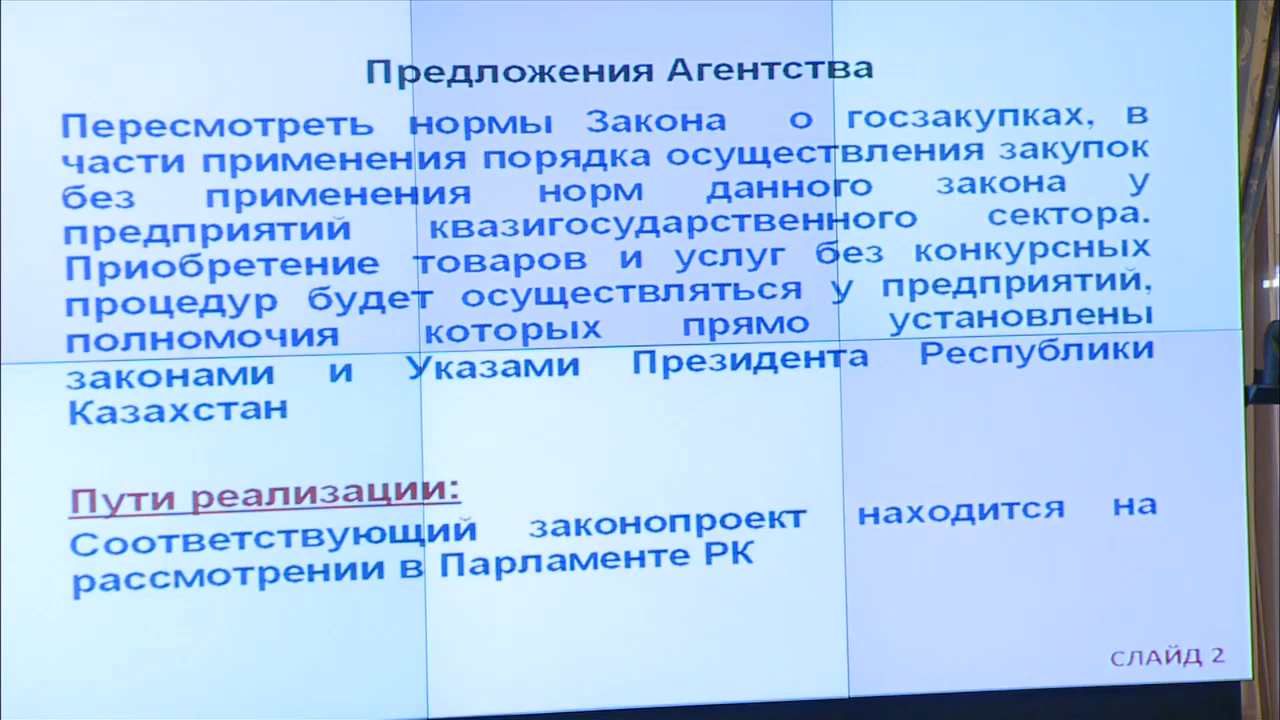 Предложения Агентства
Пересмотреть нормы Закона о госзакупках, в
части применения порядка осуществления закупок
без применения норм данного закона у
предприятий квазигосударственного сектора.
Приобретение товаров и услуг без конкурсных
процедур будет осуществляться у предприятий,
полномочия которых прямо установлены
законами и Указами Президента Республики
Казахстан
Пути реализации:
Соответствующий законопроект находится на
рассмотрении в Парламенте РК
СЛАЙД 2